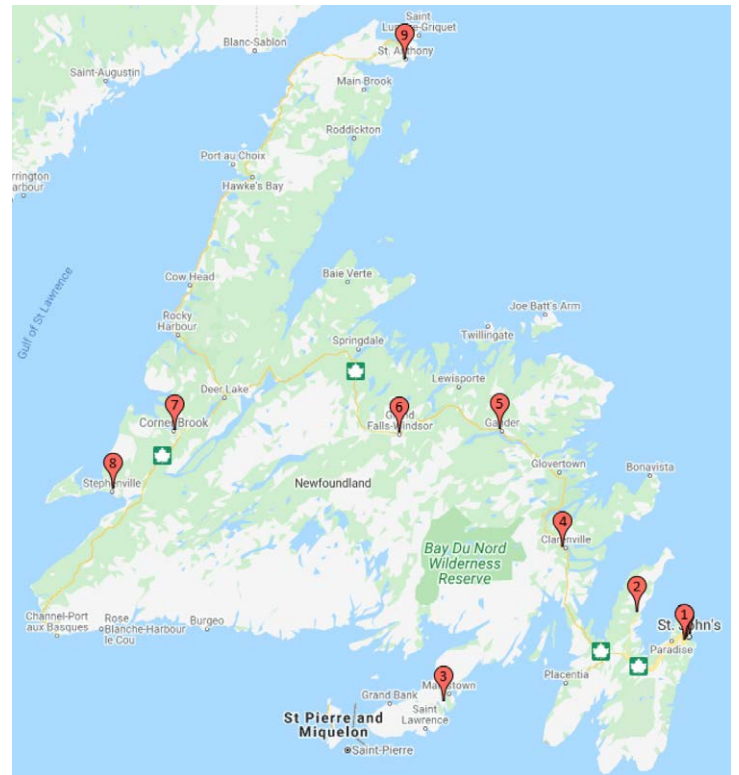 Saint
Lunaire-Griquet
9
St. Anthony
Blanc-Sablon
Saint-Augustin
Main Brook
Roddickton
Port au Choix
Hawke's Bay
arrington
arbour
Gulf of St Lawrence
Cow Head
Baie Verte
Rocky
Harbour
Joe Batt's Arm
Twillingate
Springdale
Lewisporte
Deer Lake
7
Corner Brook
6
Grand
Falls-Windsor
5
Gander
8
Stephenville
Newfoundland
Glovertown
Bonavista
4
Clarenville
Bay Du Nord
Wilderness
Reserve
2
1
St. John's
Paradise
Channel-Port
aux Basques
Rose
Blanche-Harbour
le Cou
Burgeo
Placentia
3
Marystown
Grand Bank
Saint
Lawrence
St Pierre and
Miquelon
Saint-Pierre